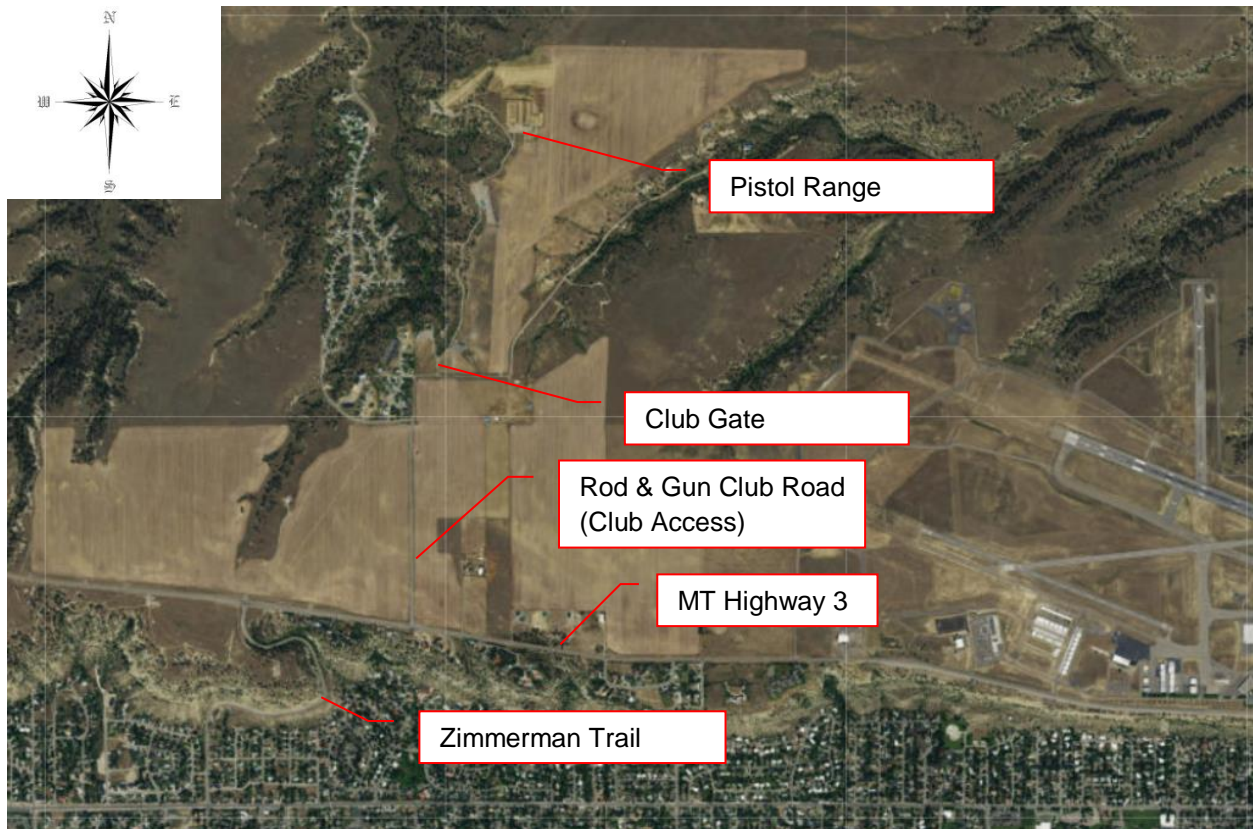 N
W
E
S
Pistol Range
Club Gate
Rod & Gun Club Road
(Club Access)
MT Highway 3
Zimmerman Trail